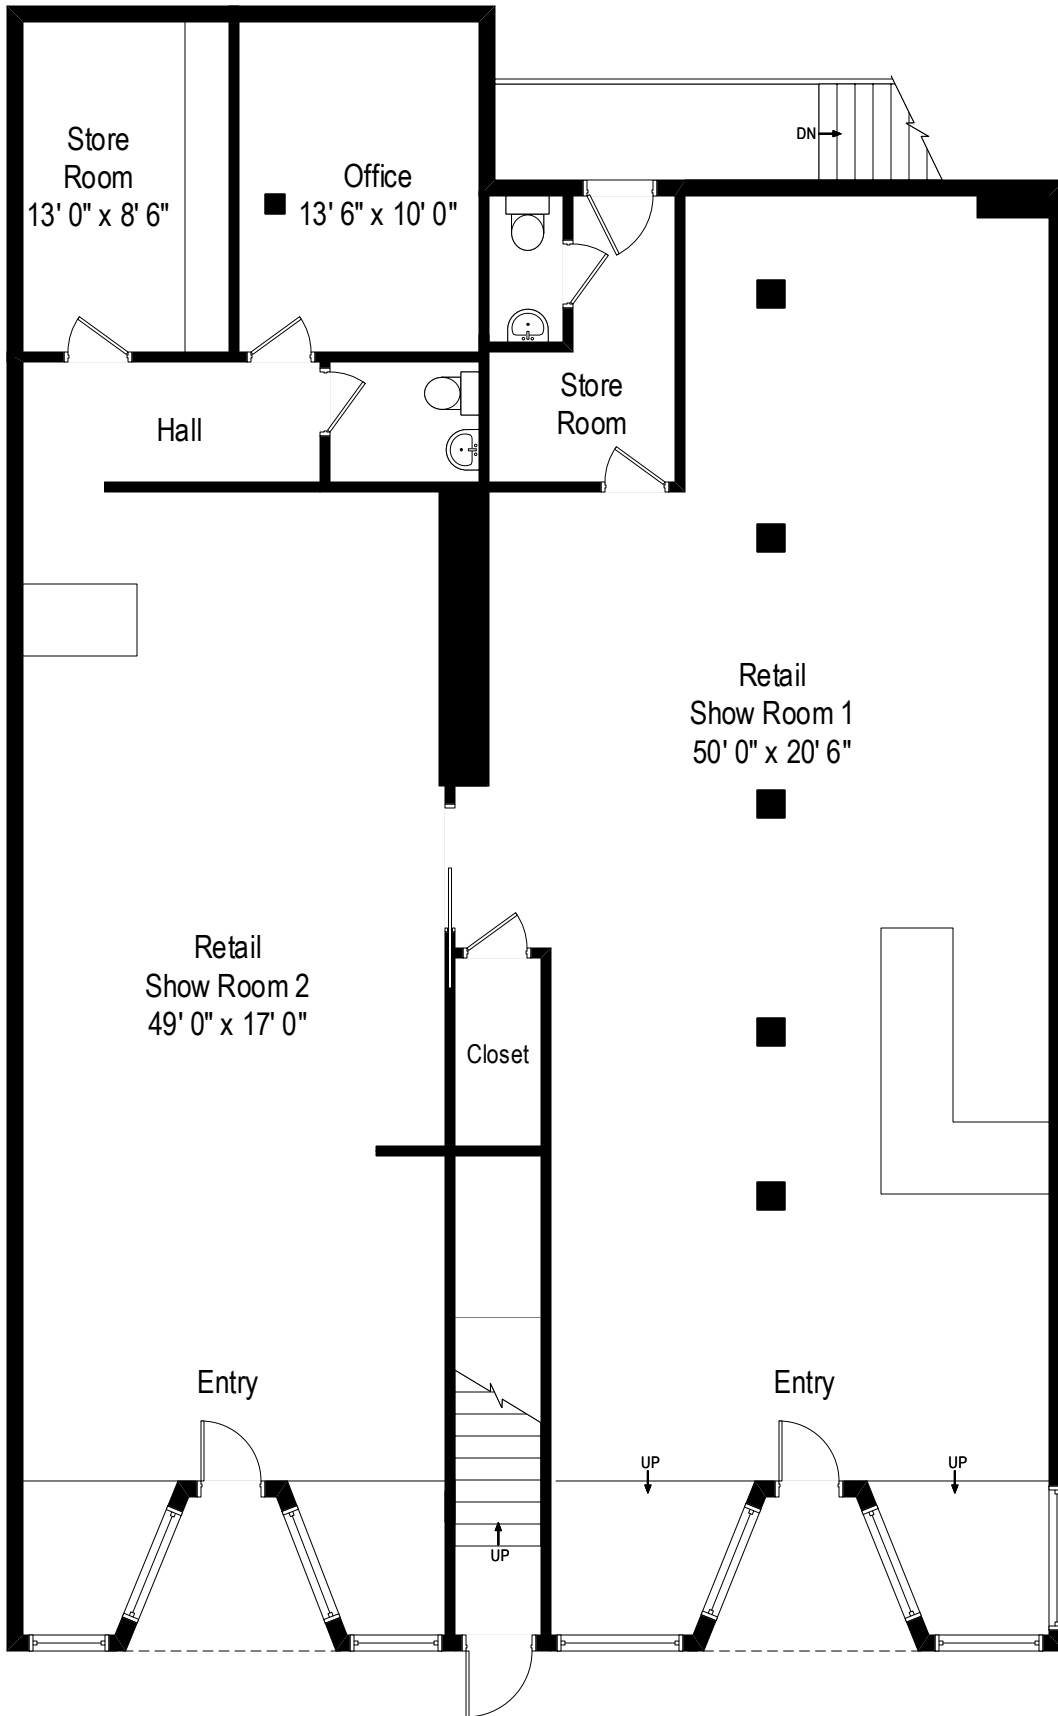 DN
Store
Room
13' 0" x 8' 6"
Office
13' 6" x 10' 0"
Store
Room
Hall
Retail
Show Room 1
50' 0" x 20' 6"
Retail
Show Room 2
49' 0" x 17' 0"
Closet
Entry
Entry
UP
UP
UP